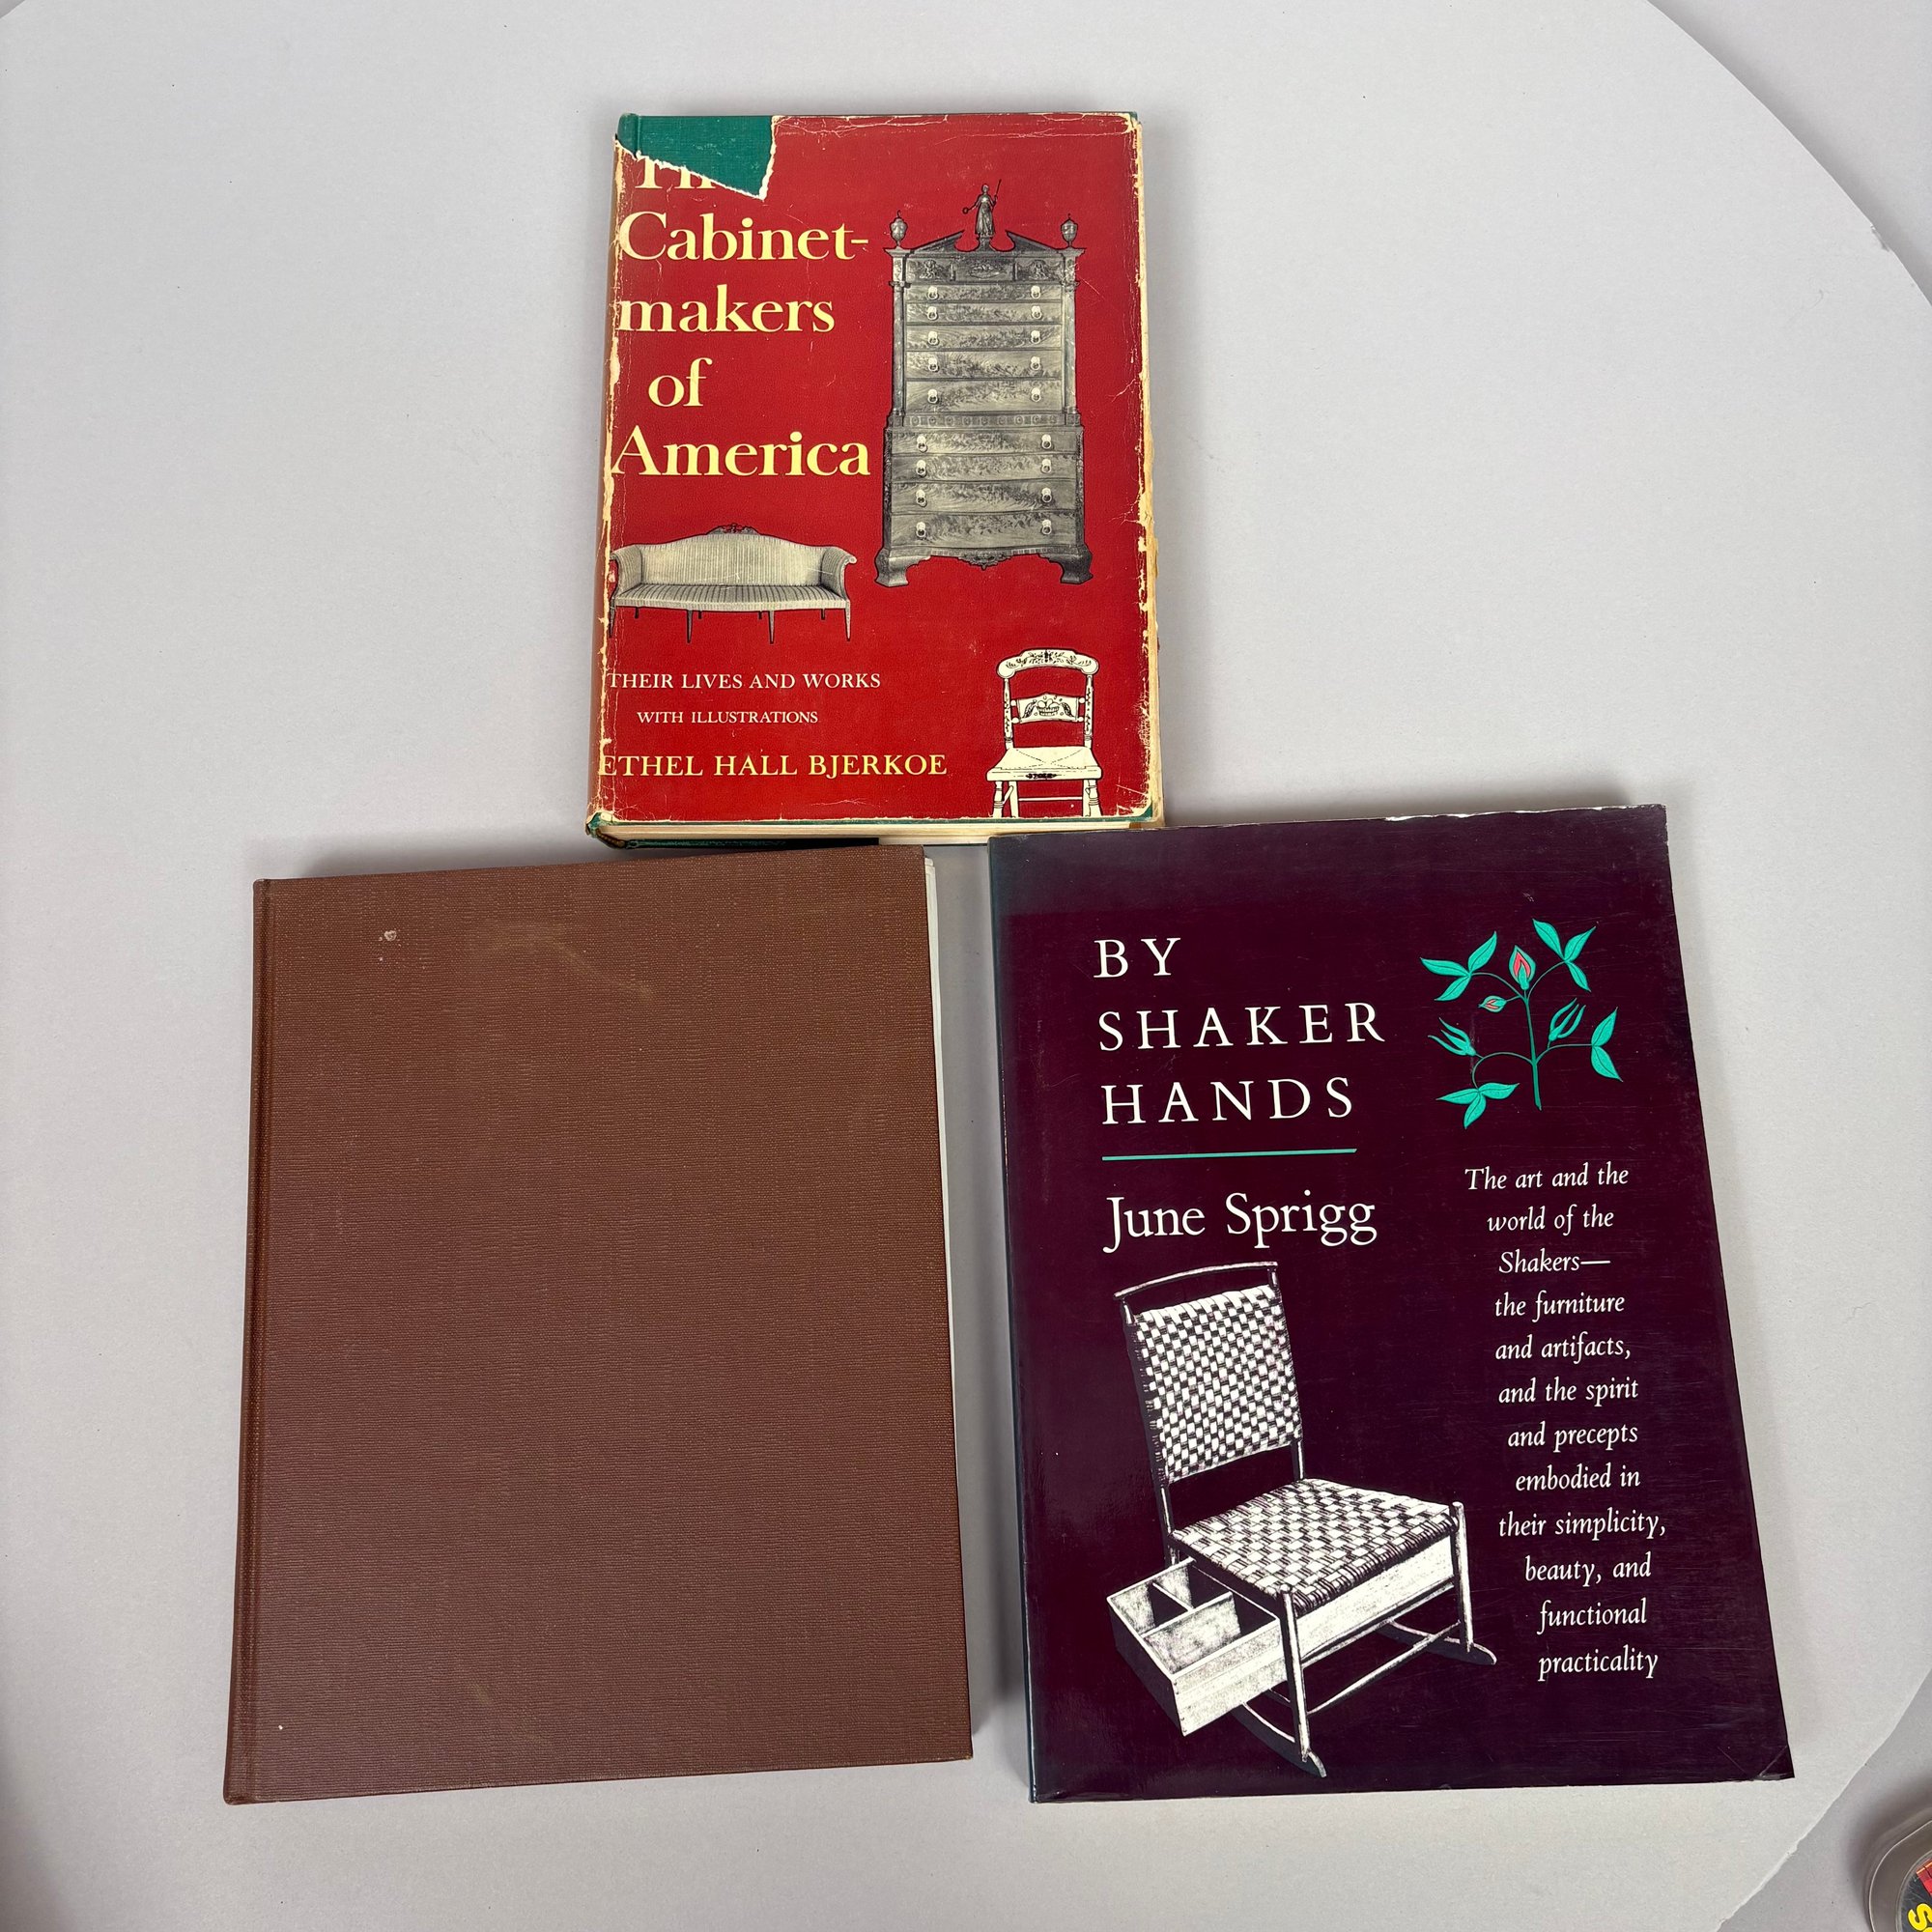 Cabinet-
makers
of
America
THEIR LIVES AND WORKS
WITH ILLUSTRATIONS
ETHEL HALL BJERKOE
BY
SHAKER
HANDS
June Sprigg
The art and the
world of the
Shakers—
the furniture
and artifacts,
and the spirit
and precepts
embodied in
their simplicity,
beauty, and
functional
practicality